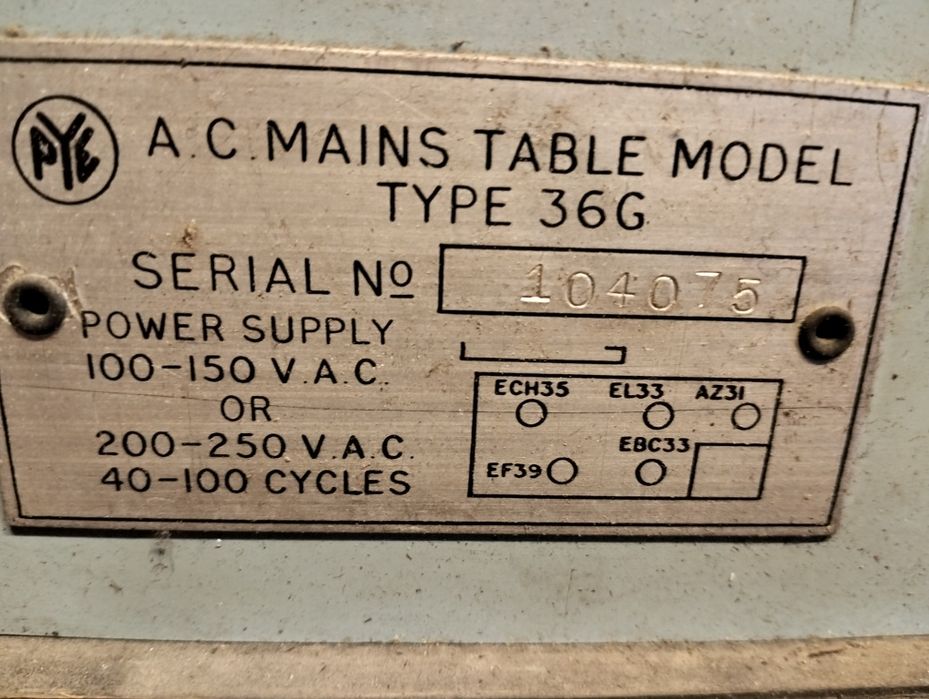 PYE
A.C. MAINS TABLE MODEL
TYPE 36G
SERIAL Nº 104075
POWER SUPPLY
100-150 V.A.C.
OR
200-250 V.A.C.
40-100 CYCLES
ECH35 EL33 AZ31
EBC33
EF39